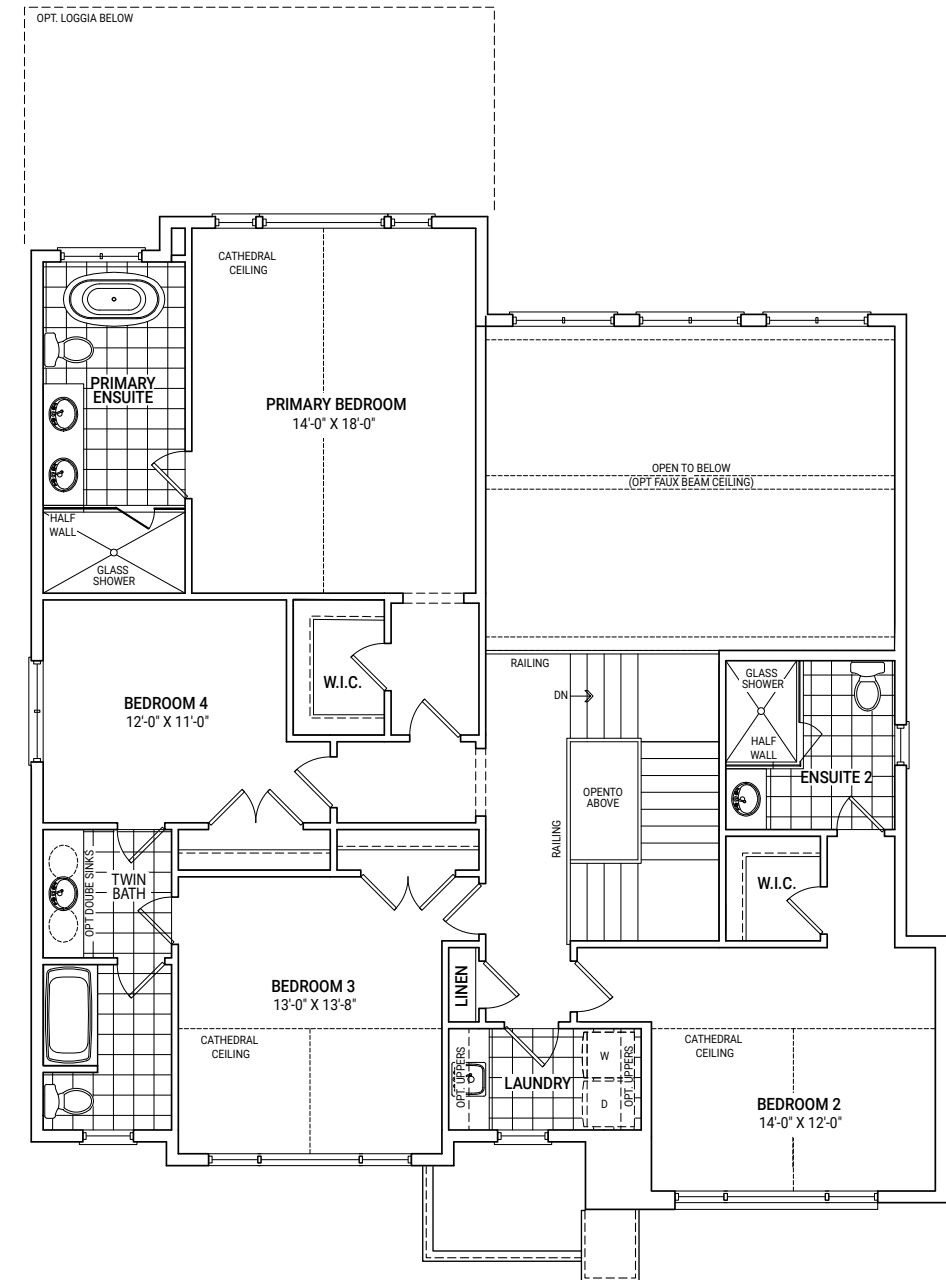 OPT. LOGGIA BELOW
CATHEDRAL
CEILING
PRIMARY
ENSUITE
PRIMARY BEDROOM
14'-0" X 18'-0"
OPEN TO BELOW
(OPT FAUX BEAM CEILING)
HALF
WALL
GLASS
SHOWER
W.I.C.
BEDROOM 4
12'-0" X 11'-0"
RAILING
DN
GLASS
SHOWER
HALF
WALL
ENSUITE 2
OPENTO
ABOVE
RAILING
OPT DOUBE SINKS
TWIN
BATH
W.I.C.
BEDROOM 3
13'-0" X 13'-8"
LINEN
CATHEDRAL
CEILING
OPT. UPPERS
LAUNDRY
W
D
OPT. UPPERS
CATHEDRAL
CEILING
BEDROOM 2
14'-0" X 12'-0"